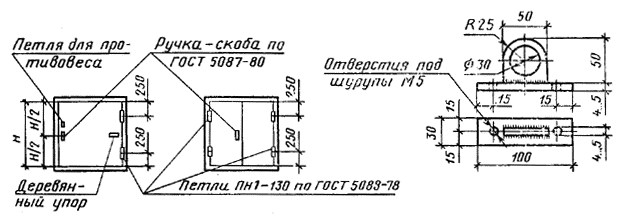 Петля для про-
тивовеса
Ручка-скоба по
ГОСТ 5087-80
250
250
H/2
H
H/2
250
250
Деревян-
ный упор
Петли ПН1-130 по ГОСТ 5088-78
50
R25
ф30
50
Отверстия под
шурупы М5
15
15
4..5
15
30
15
100
4..5